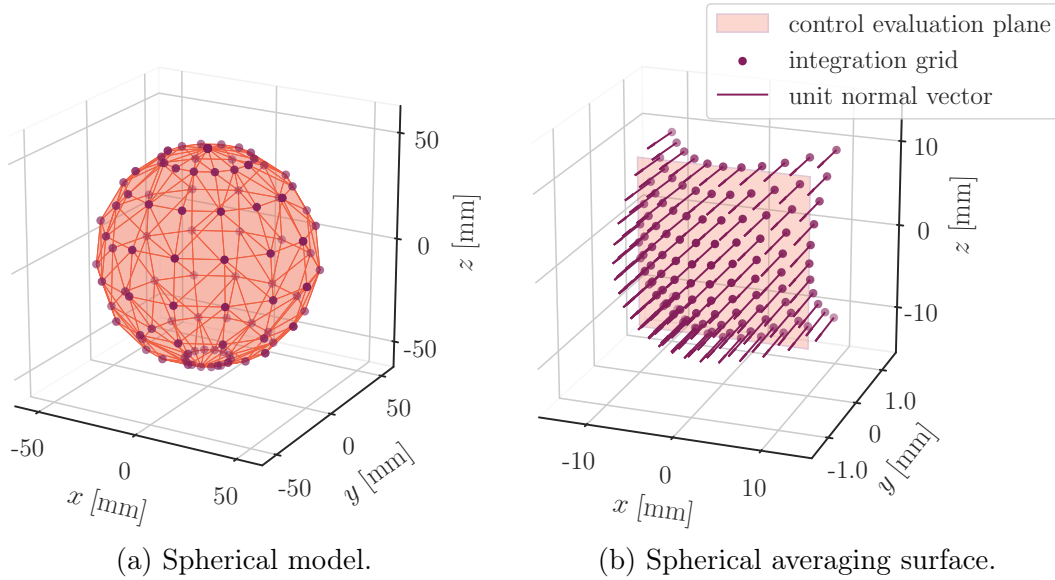 control evaluation plane
integration grid
unit normal vector
50
0
-50
z [mm]
-50
0
50
x [mm]
-50
0
50
y [mm]
10
0
-10
z [mm]
-10
0
10
x [mm]
-1.0
0
1.0
y [mm]
(a) Spherical model.
(b) Spherical averaging surface.